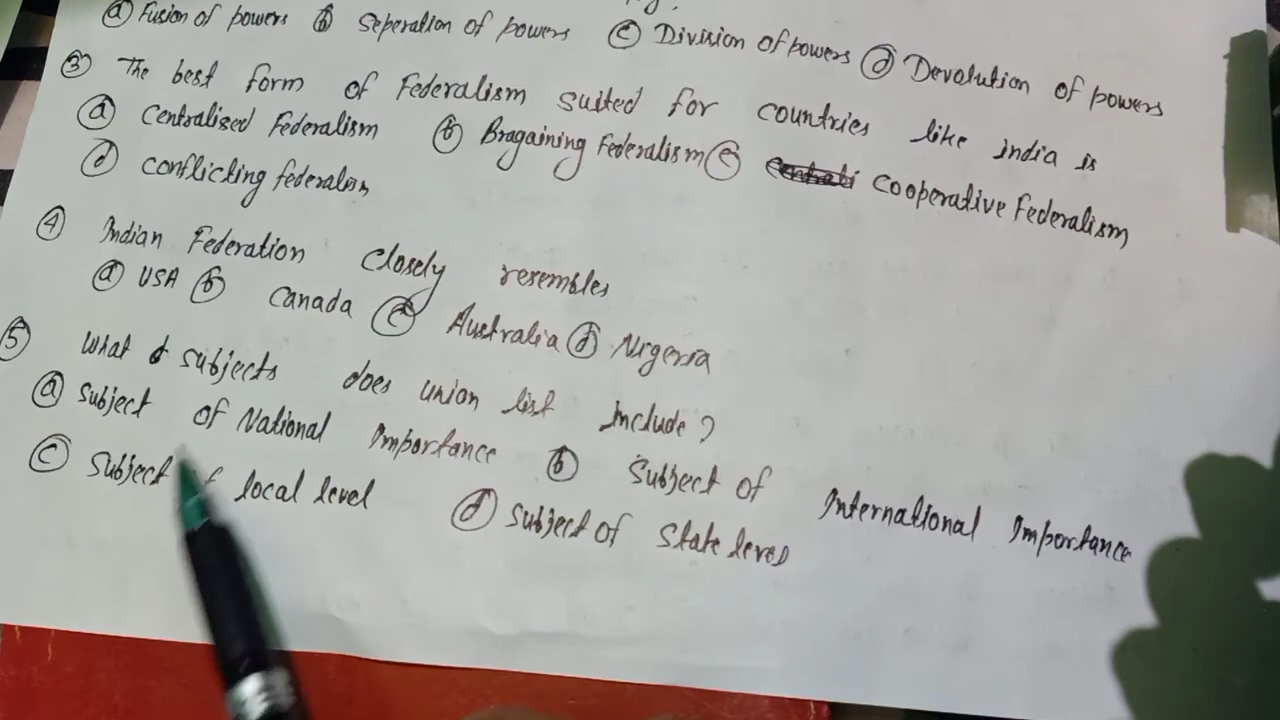 ⓐ Fusion of powers ⓑ Seperation of powers ⓒ Division of powers ⓓ Devolution of powers
③ The best form of Federalism suited for countries like india is
ⓐ Centralised Federalism ⓑ Bragaining Federalism ⓒ Cooperative Federalism
ⓓ conflicting federalism
④ Indian Federation closely resembles
ⓐ USA ⓑ Canada ⓒ Australia ⓓ Nigeria
⑤ What subjects does union list include?
ⓐ Subject of National Importance ⓑ Subject of International Importance
ⓒ Subject of local level ⓓ Subject of State level